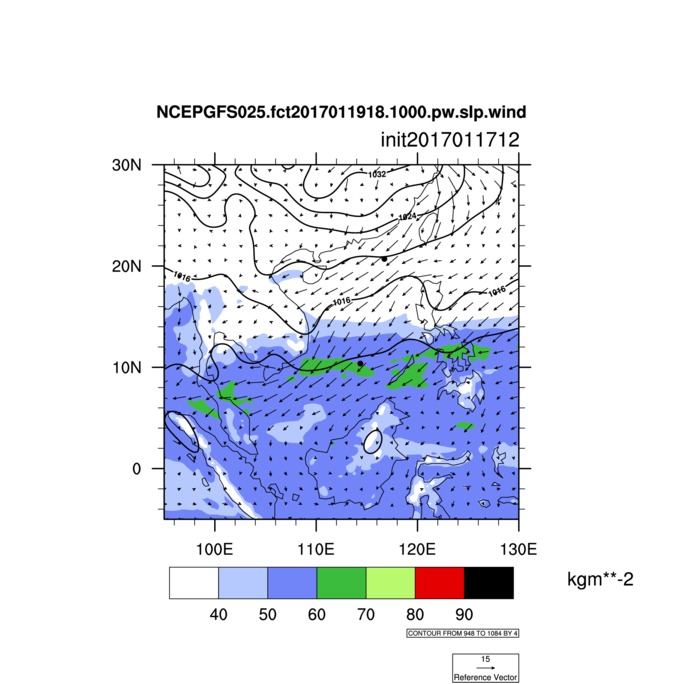 NCEPGFS025.fct2017011918.1000.pw.slp.wind
init2017011712
30N
1032
1024
20N
1016
1016
1016
10N
0
100E 110E 120E 130E
kgm**-2
40 50 60 70 80 90
CONTOUR FROM 948 TO 1084 BY 4
15
Reference Vector